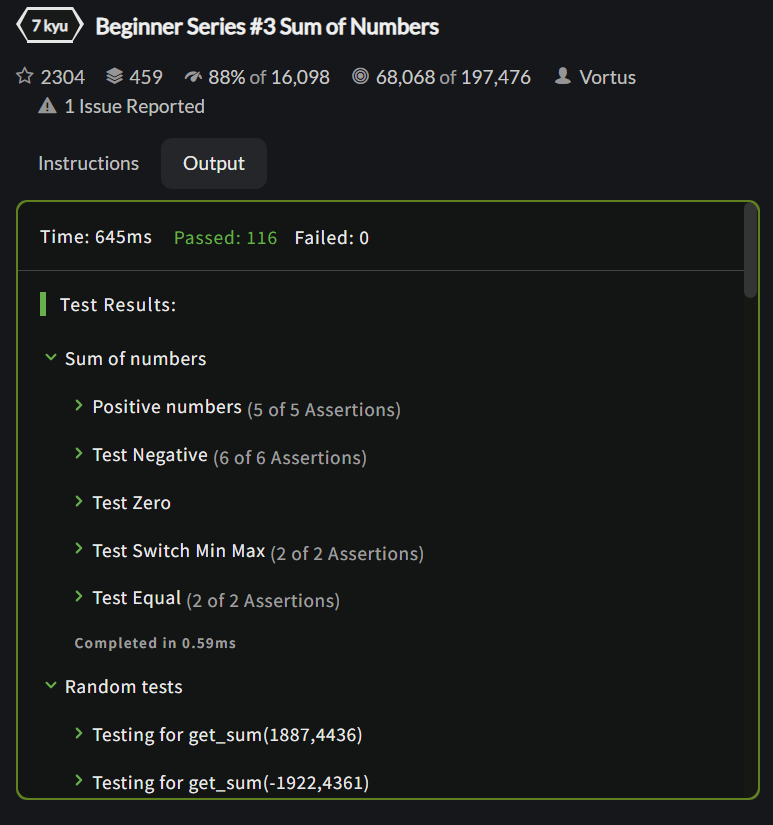 7 kyu Beginner Series #3 Sum of Numbers
2304 459 88% of 16,098 68,068 of 197,476 Vortus
1 Issue Reported
Instructions Output
Time: 645ms Passed: 116 Failed: 0
Test Results:
Sum of numbers
Positive numbers (5 of 5 Assertions)
Test Negative (6 of 6 Assertions)
Test Zero
Test Switch Min Max (2 of 2 Assertions)
Test Equal (2 of 2 Assertions)
Completed in 0.59ms
Random tests
Testing for get_sum(1887,4436)
Testing for get_sum(-1922,4361)